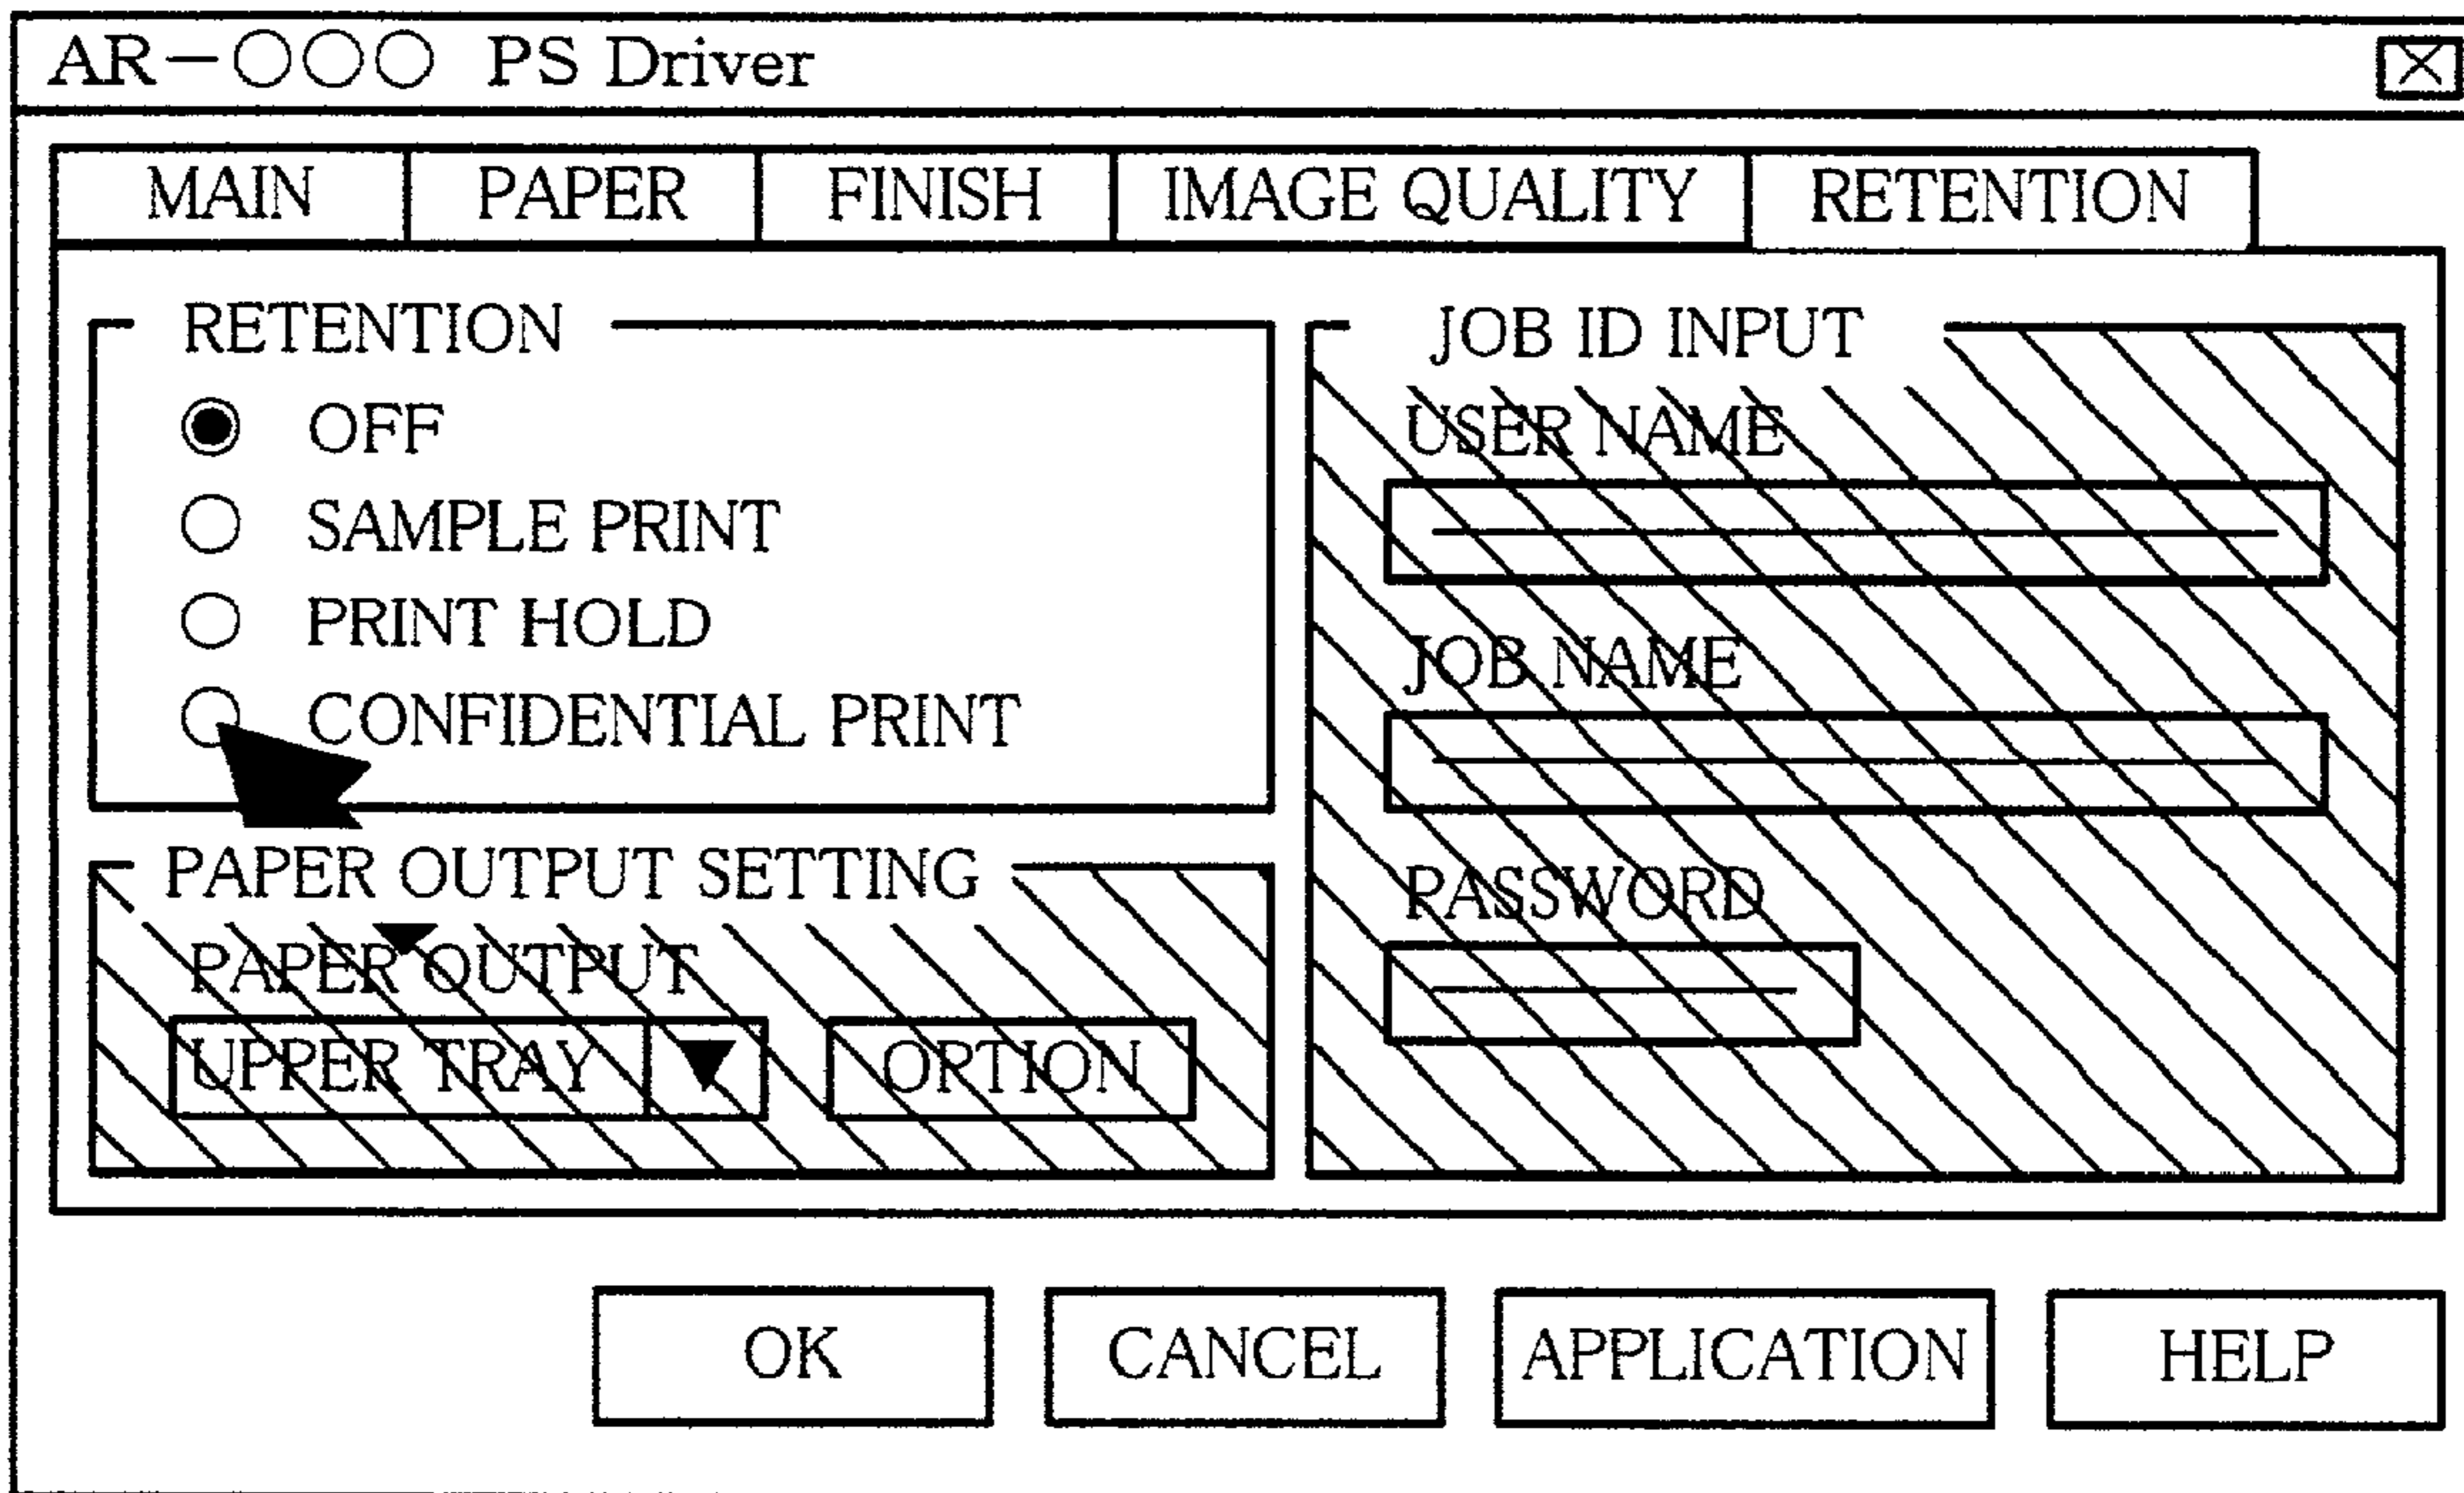 AR-○○○ PS Driver
MAIN PAPER FINISH IMAGE QUALITY RETENTION
RETENTION
OFF
SAMPLE PRINT
PRINT HOLD
CONFIDENTIAL PRINT
PAPER OUTPUT SETTING
PAPER OUTPUT
UPPER TRAY OPTION
JOB ID INPUT
USER NAME
JOB NAME
PASSWORD
OK CANCEL APPLICATION HELP